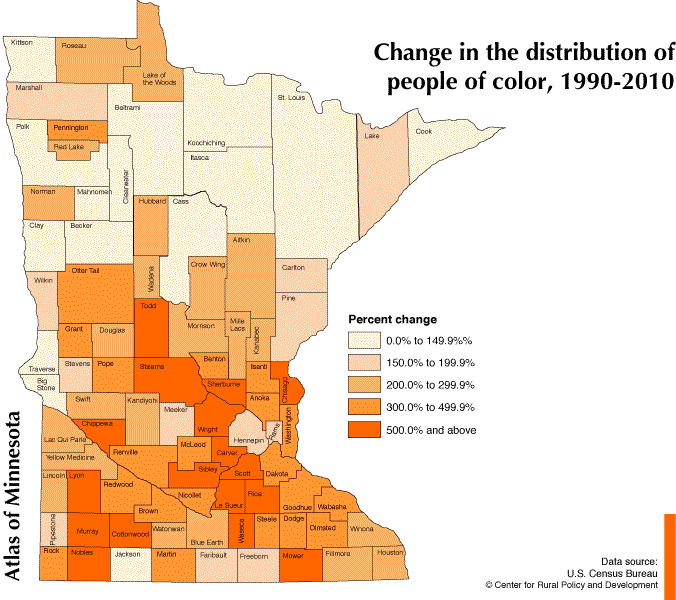 Change in the distribution of
people of color, 1990-2010
Kittson
Roseau
Lake of
the Woods
Marshall
Beltrami
St. Louis
Polk
Pennington
Red Lake
Koochiching
Itasca
Lake
Cook
Norman
Mahnomen
Clearwater
Hubbard
Cass
Clay
Becker
Aitkin
Wilkin
Otter Tail
Wadena
Crow Wing
Carlton
Pine
Todd
Grant
Douglas
Morrison
Mille
Lacs
Kanabec
Traverse
Stevens
Pope
Stearns
Benton
Isanti
Chisago
Big
Stone
Sherburne
Swift
Kandiyohi
Meeker
Anoka
Washington
Wright
Hennepin
Rams
Chippewa
Lac Qui Parle
McLeod
Carver
Yellow Medicine
Renville
Sibley
Scott
Dakota
Lincoln
Lyon
Redwood
Nicollet
Le Sueur
Rice
Goodhue
Wabasha
Brown
Pipestone
Murray
Cottonwood
Watonwan
Blue Earth
Waseca
Steele
Dodge
Olmsted
Winona
Rock
Nobles
Jackson
Martin
Faribault
Freeborn
Mower
Fillmore
Houston
Percent change
0.0% to 149.9%%
150.0% to 199.9%
200.0% to 299.9%
300.0% to 499.9%
500.0% and above
Atlas of Minnesota
Data source:
U.S. Census Bureau
© Center for Rural Policy and Development